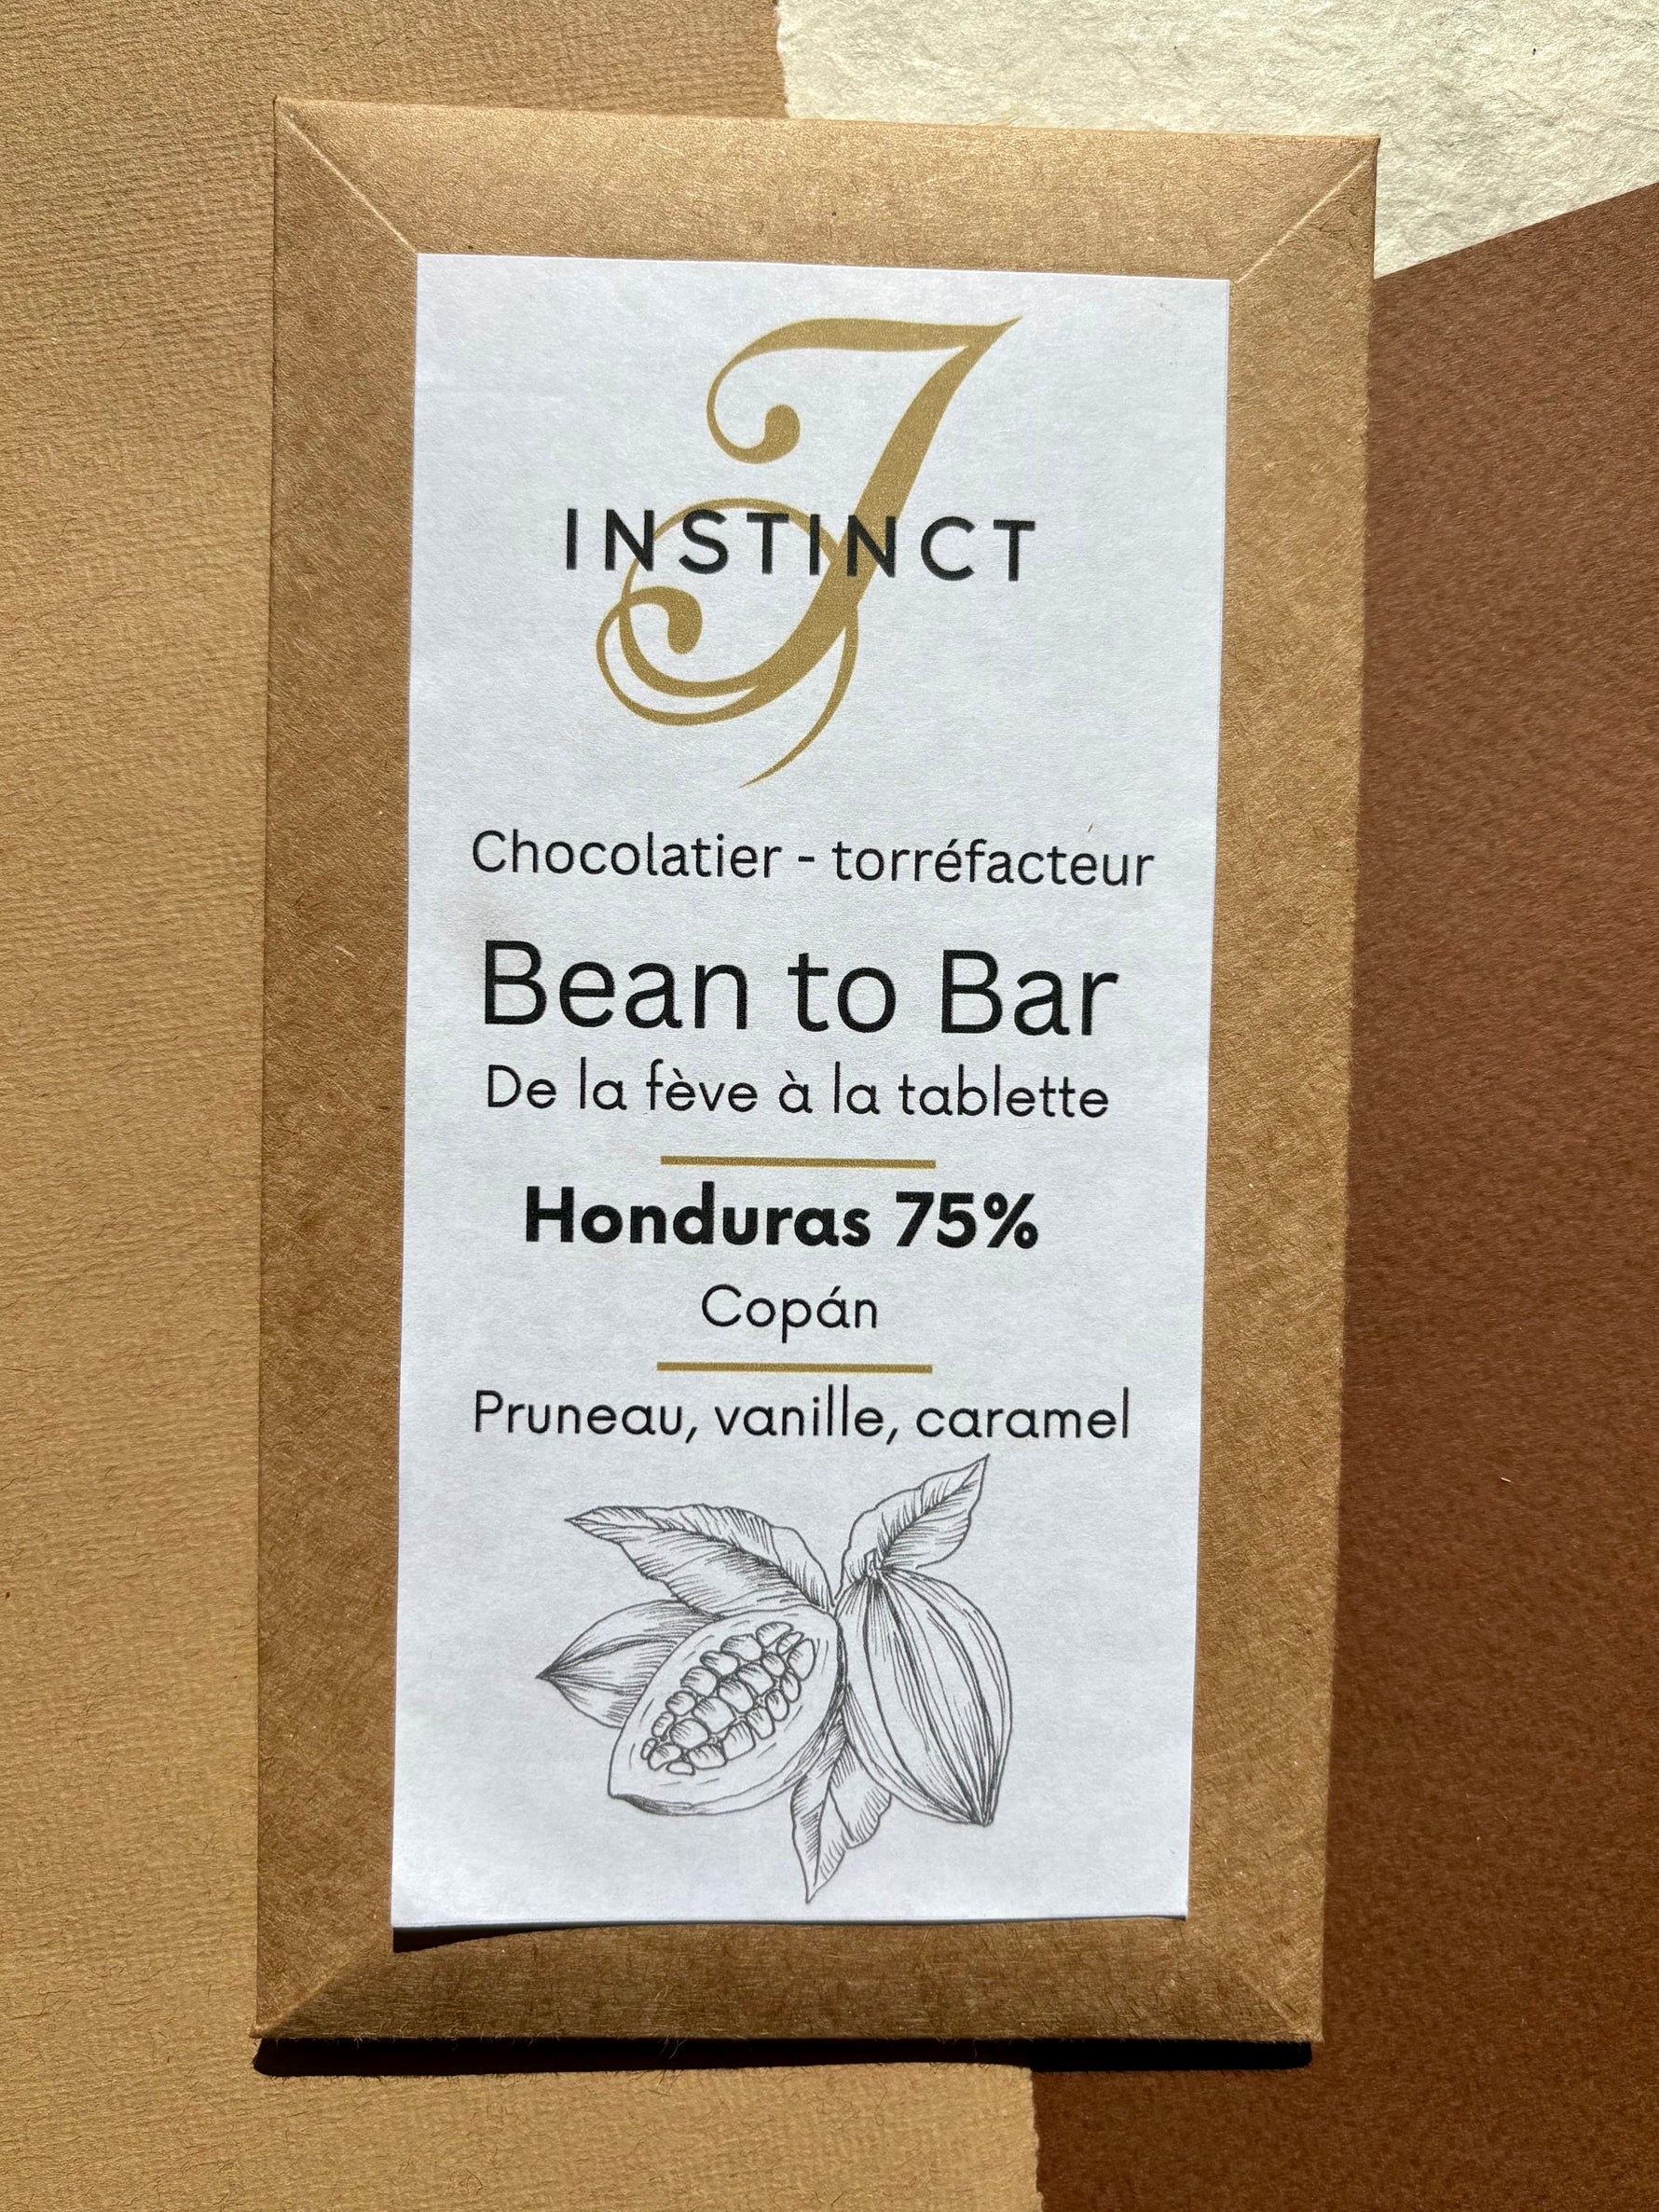 INSTINCT
Chocolatier - torréfacteur
Bean to Bar
De la fève à la tablette
Honduras 75%
Copán
Pruneau, vanille, caramel